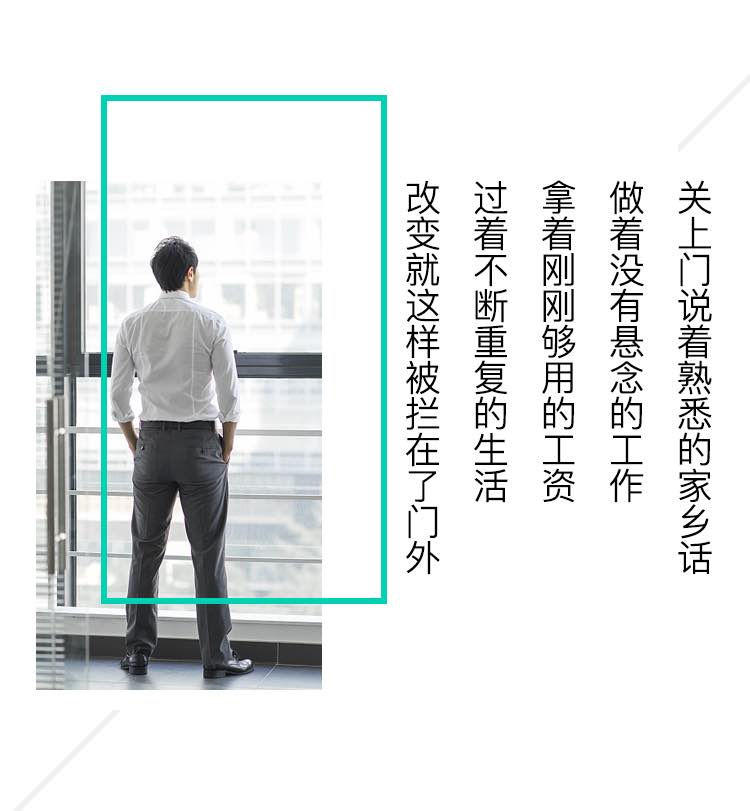 关上门说着熟悉的家乡话
做着没有悬念的工作
拿着刚刚够用的工资
过着不断重复的生活
改变就这样被拦在了门外